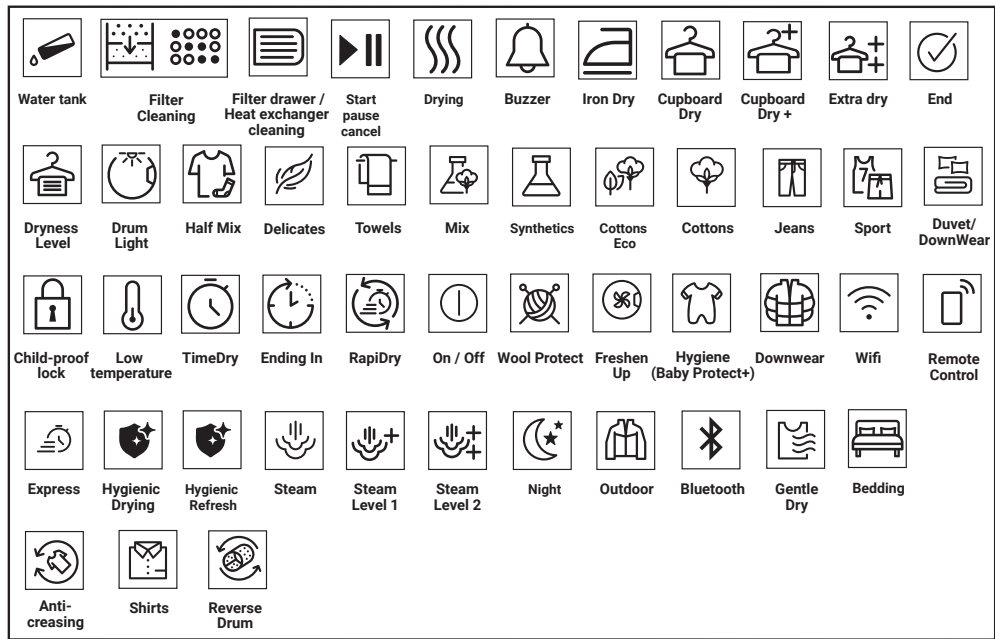 Water tank
Filter
Cleaning
Filter drawer /
Heat exchanger
cleaning
Start
pause
cancel
Drying
Buzzer
Iron Dry
Cupboard
Dry
Cupboard
Dry +
Extra dry
End
Dryness
Level
Drum
Light
Half Mix
Delicates
Towels
Mix
Synthetics
Cottons
Eco
Cottons
Jeans
7
Sport
Duvet/
DownWear
Child-proof
lock
Low
temperature
TimeDry
Ending In
RapiDry
On / Off
Wool Protect
Freshen
Up
Hygiene
(Baby Protect+)
Downwear
Wifi
Remote
Control
Express
Hygienic
Drying
Hygienic
Refresh
Steam
Steam
Level 1
Steam
Level 2
Night
Outdoor
Bluetooth
Gentle
Dry
Bedding
Anti-
creasing
Shirts
Reverse
Drum